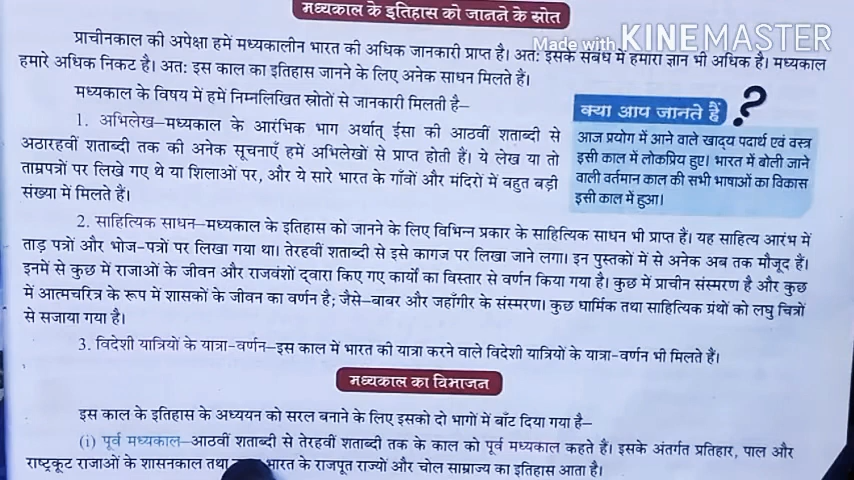 मध्यकाल के इतिहास को जानने के स्रोत
Made with KINEMASTER
प्राचीनकाल की अपेक्षा हमें मध्यकालीन भारत की अधिक जानकारी प्राप्त है। अतः इसके संबंध में हमारा ज्ञान भी अधिक है। मध्यकाल
हमारे अधिक निकट है। अतः इस काल का इतिहास जानने के लिए अनेक साधन मिलते हैं।
मध्यकाल के विषय में हमें निम्नलिखित स्रोतों से जानकारी मिलती है–
1. अभिलेख–मध्यकाल के आरंभिक भाग अर्थात् ईसा की आठवीं शताब्दी से
अठारहवीं शताब्दी तक की अनेक सूचनाएँ हमें अभिलेखों से प्राप्त होती हैं। ये लेख या तो
ताम्रपत्रों पर लिखे गए थे या शिलाओं पर, और ये सारे भारत के गाँवों और मंदिरों में बहुत बड़ी
संख्या में मिलते हैं।
क्या आप जानते हैं ?
आज प्रयोग में आने वाले खाद्य पदार्थ एवं वस्त्र
इसी काल में लोकप्रिय हुए। भारत में बोली जाने
वाली वर्तमान काल की सभी भाषाओं का विकास
इसी काल में हुआ।
2. साहित्यिक साधन–मध्यकाल के इतिहास को जानने के लिए विभिन्न प्रकार के साहित्यिक साधन भी प्राप्त हैं। यह साहित्य आरंभ में
ताड़ पत्रों और भोज-पत्रों पर लिखा गया था। तेरहवीं शताब्दी से इसे कागज पर लिखा जाने लगा। इन पुस्तकों में से अनेक अब तक मौजूद हैं।
इनमें से कुछ में राजाओं के जीवन और राजवंशों द्वारा किए गए कार्यों का विस्तार से वर्णन किया गया है। कुछ में प्राचीन संस्मरण है और कुछ
में आत्मचरित्र के रूप में शासकों के जीवन का वर्णन है; जैसे–बाबर और जहाँगीर के संस्मरण। कुछ धार्मिक तथा साहित्यिक ग्रंथों को लघु चित्रों
से सजाया गया है।
3. विदेशी यात्रियों के यात्रा-वर्णन–इस काल में भारत की यात्रा करने वाले विदेशी यात्रियों के यात्रा-वर्णन भी मिलते हैं।
मध्यकाल का विभाजन
इस काल के इतिहास के अध्ययन को सरल बनाने के लिए इसको दो भागों में बाँट दिया गया है–
(i) पूर्व मध्यकाल–आठवीं शताब्दी से तेरहवीं शताब्दी तक के काल को पूर्व मध्यकाल कहते हैं। इसके अंतर्गत प्रतिहार, पाल और
राष्ट्रकूट राजाओं के शासनकाल तथा भारत के राजपूत राज्यों और चोल साम्राज्य का इतिहास आता है।